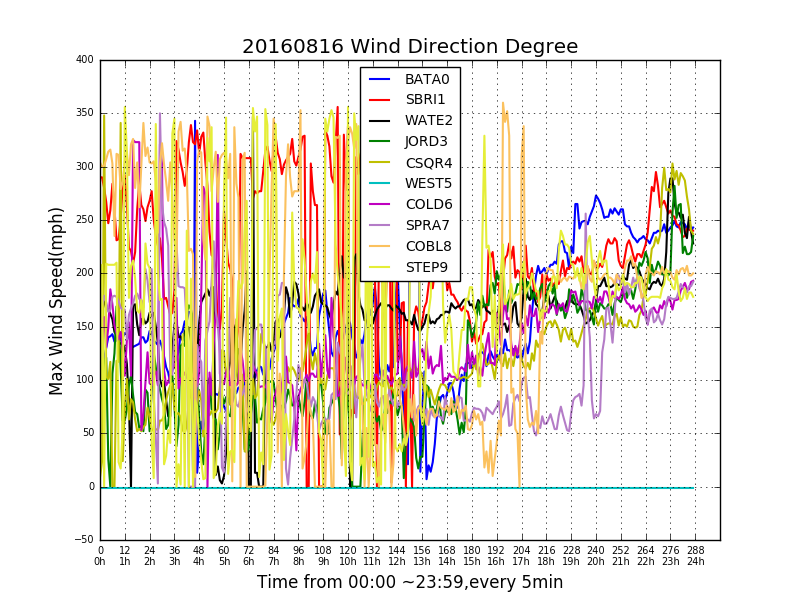 20160816 Wind Direction Degree
400
350
300
250
200
150
100
50
0
−50
Max Wind Speed(mph)
BATA0
SBRI1
WATE2
JORD3
CSQR4
WEST5
COLD6
SPRA7
COBL8
STEP9
0 12 24 36 48 60 72 84 96 108 120 132 144 156 168 180 192 204 216 228 240 252 264 276 288
0h 1h 2h 3h 4h 5h 6h 7h 8h 9h 10h 11h 12h 13h 14h 15h 16h 17h 18h 19h 20h 21h 22h 23h 24h
Time from 00:00 ~23:59,every 5min